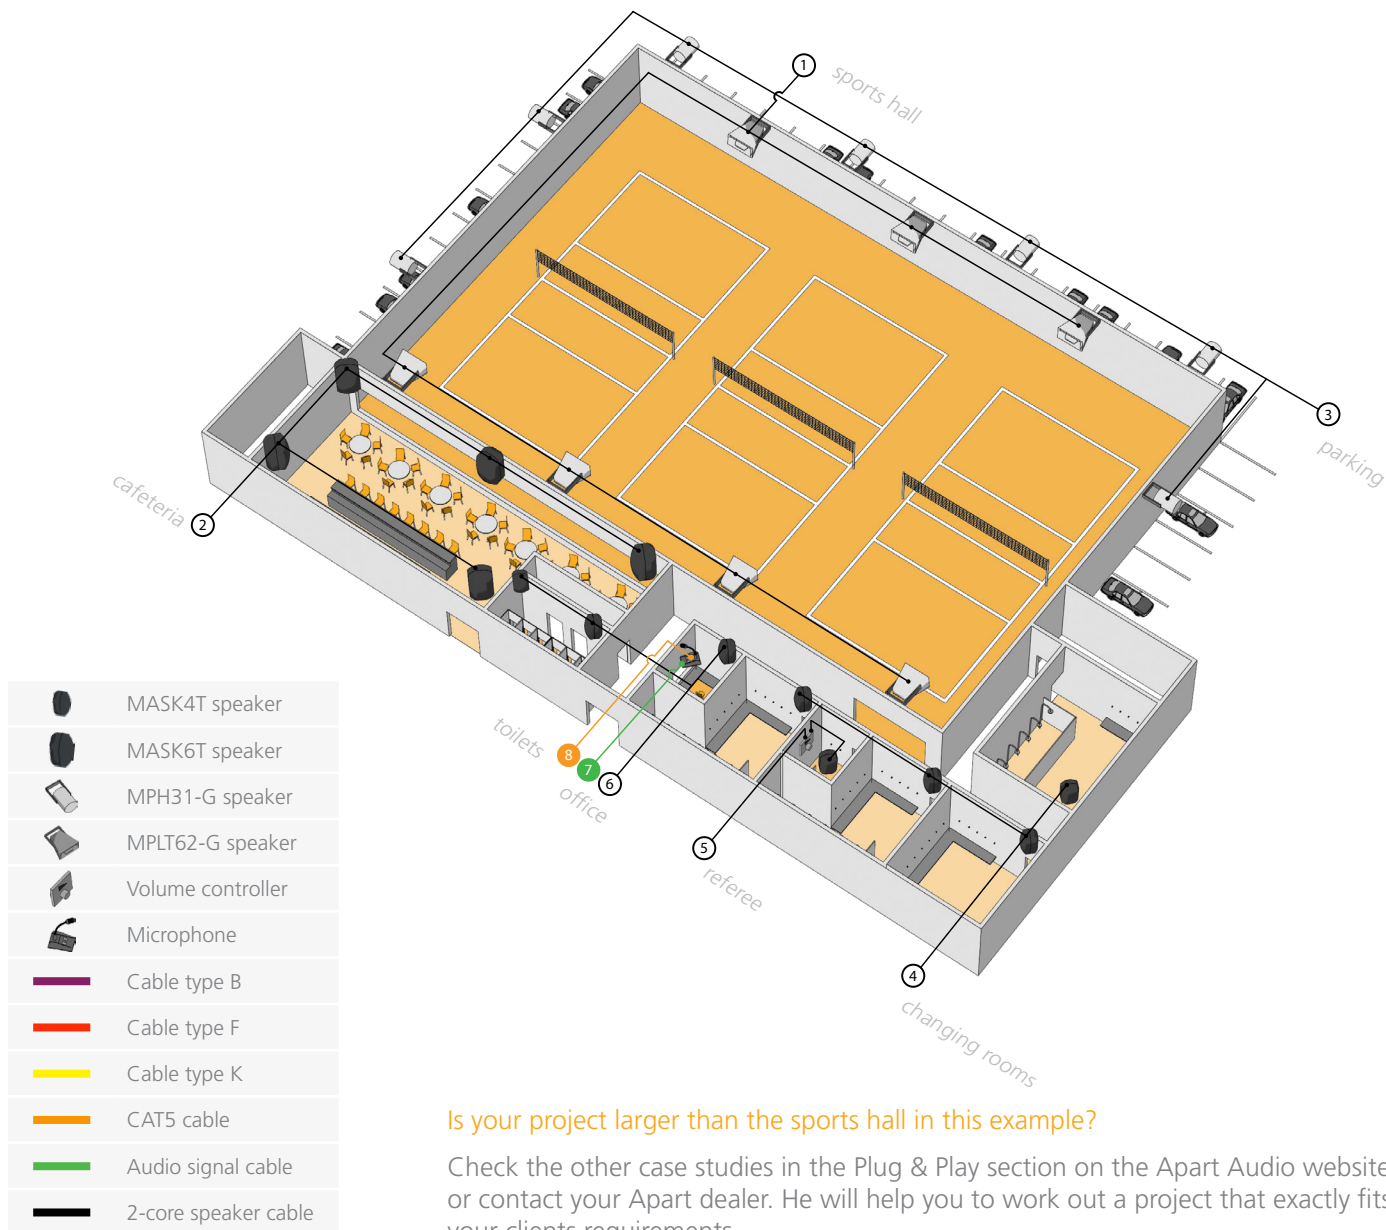 1
sports hall
3
parking
cafeteria
2
toilets
8
7
6
office
5
referee
4
changing rooms
MASK4T speaker
MASK6T speaker
MPH31-G speaker
MPLT62-G speaker
Volume controller
Microphone
Cable type B
Cable type F
Cable type K
CAT5 cable
Audio signal cable
2-core speaker cable
Is your project larger than the sports hall in this example?
Check the other case studies in the Plug & Play section on the Apart Audio website
or contact your Apart dealer. He will help you to work out a project that exactly fits
your clients requirements